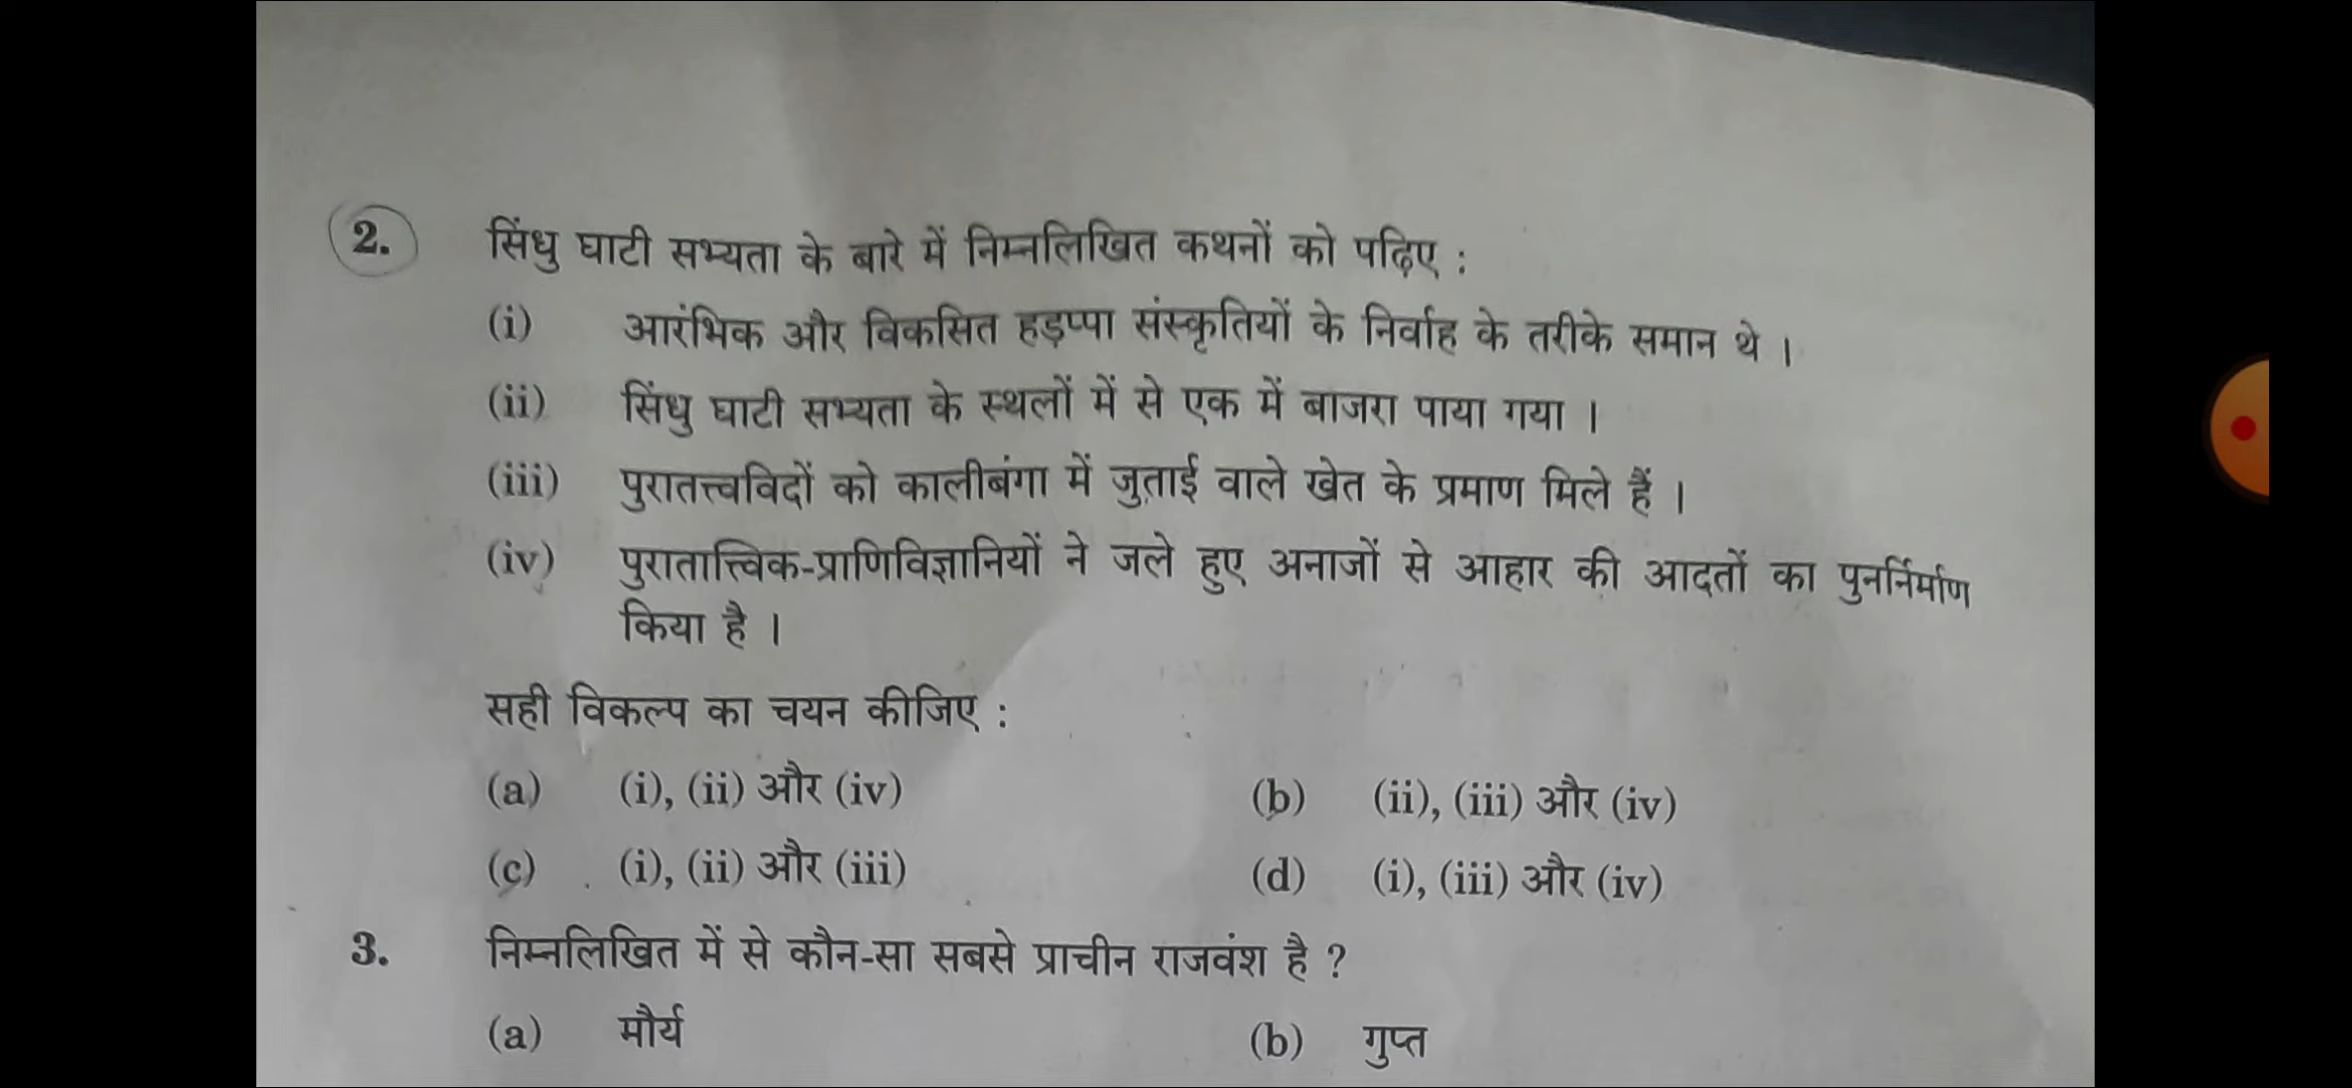 2. सिंधु घाटी सभ्यता के बारे में निम्नलिखित कथनों को पढ़िए :
(i) आरंभिक और विकसित हड़प्पा संस्कृतियों के निर्वाह के तरीके समान थे ।
(ii) सिंधु घाटी सभ्यता के स्थलों में से एक में बाजरा पाया गया ।
(iii) पुरातत्त्वविदों को कालीबंगा में जुताई वाले खेत के प्रमाण मिले हैं ।
(iv) पुरातात्त्विक-प्राणिविज्ञानियों ने जले हुए अनाजों से आहार की आदतों का पुनर्निर्माण
किया है ।
सही विकल्प का चयन कीजिए :
(a) (i), (ii) और (iv) (b) (ii), (iii) और (iv)
(c) (i), (ii) और (iii) (d) (i), (iii) और (iv)
3. निम्नलिखित में से कौन-सा सबसे प्राचीन राजवंश है ?
(a) मौर्य (b) गुप्त